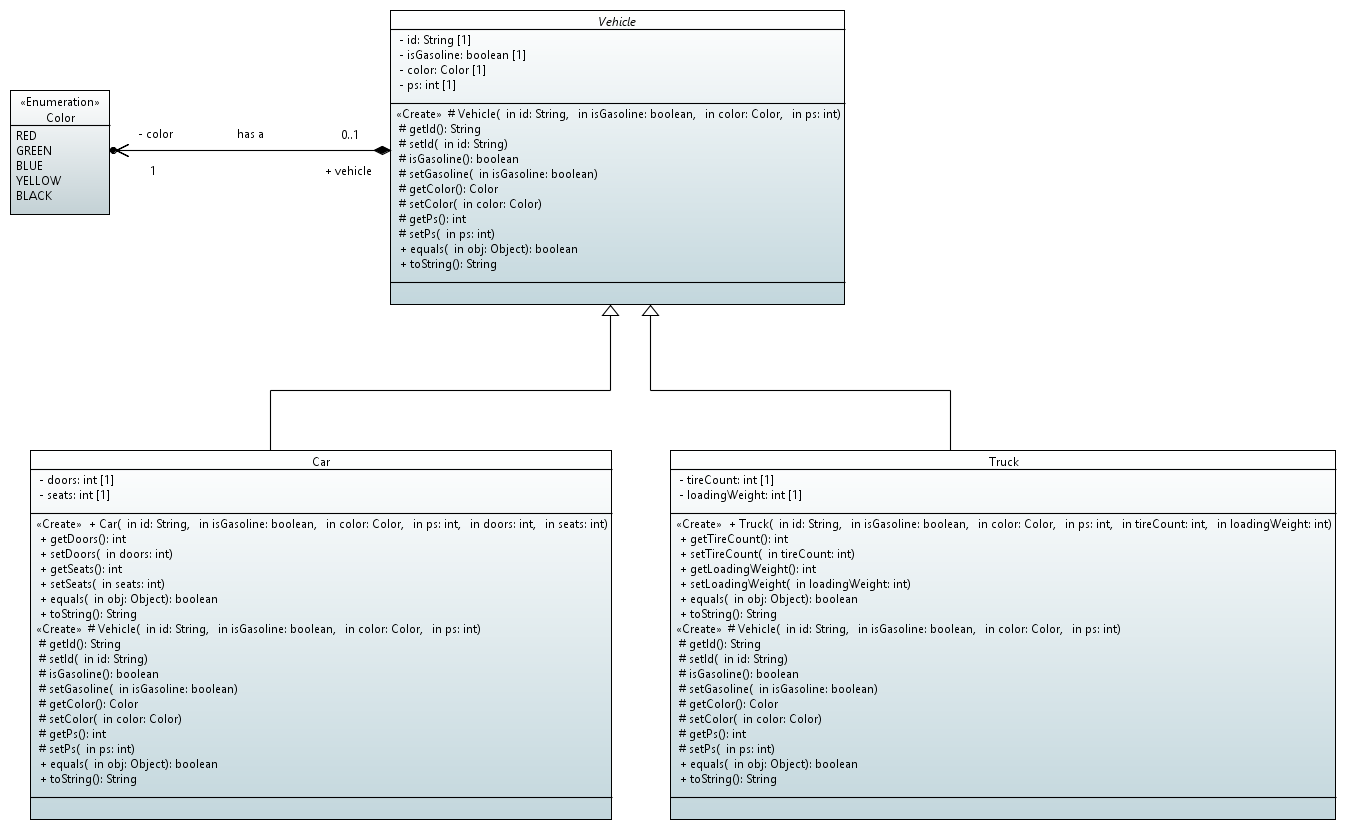 Vehicle
- id: String [1]
- isGasoline: boolean [1]
- color: Color [1]
- ps: int [1]
«Create» # Vehicle( in id: String, in isGasoline: boolean, in color: Color, in ps: int)
# getId(): String
# setId( in id: String)
# isGasoline(): boolean
# setGasoline( in isGasoline: boolean)
# getColor(): Color
# setColor( in color: Color)
# getPs(): int
# setPs( in ps: int)
+ equals( in obj: Object): boolean
+ toString(): String
«Enumeration»
Color
RED
GREEN
BLUE
YELLOW
BLACK
- color has a 0..1
1 + vehicle
Car
- doors: int [1]
- seats: int [1]
«Create» + Car( in id: String, in isGasoline: boolean, in color: Color, in ps: int, in doors: int, in seats: int)
+ getDoors(): int
+ setDoors( in doors: int)
+ getSeats(): int
+ setSeats( in seats: int)
+ equals( in obj: Object): boolean
+ toString(): String
«Create» # Vehicle( in id: String, in isGasoline: boolean, in color: Color, in ps: int)
# getId(): String
# setId( in id: String)
# isGasoline(): boolean
# setGasoline( in isGasoline: boolean)
# getColor(): Color
# setColor( in color: Color)
# getPs(): int
# setPs( in ps: int)
+ equals( in obj: Object): boolean
+ toString(): String
Truck
- tireCount: int [1]
- loadingWeight: int [1]
«Create» + Truck( in id: String, in isGasoline: boolean, in color: Color, in ps: int, in tireCount: int, in loadingWeight: int)
+ getTireCount(): int
+ setTireCount( in tireCount: int)
+ getLoadingWeight(): int
+ setLoadingWeight( in loadingWeight: int)
+ equals( in obj: Object): boolean
+ toString(): String
«Create» # Vehicle( in id: String, in isGasoline: boolean, in color: Color, in ps: int)
# getId(): String
# setId( in id: String)
# isGasoline(): boolean
# setGasoline( in isGasoline: boolean)
# getColor(): Color
# setColor( in color: Color)
# getPs(): int
# setPs( in ps: int)
+ equals( in obj: Object): boolean
+ toString(): String